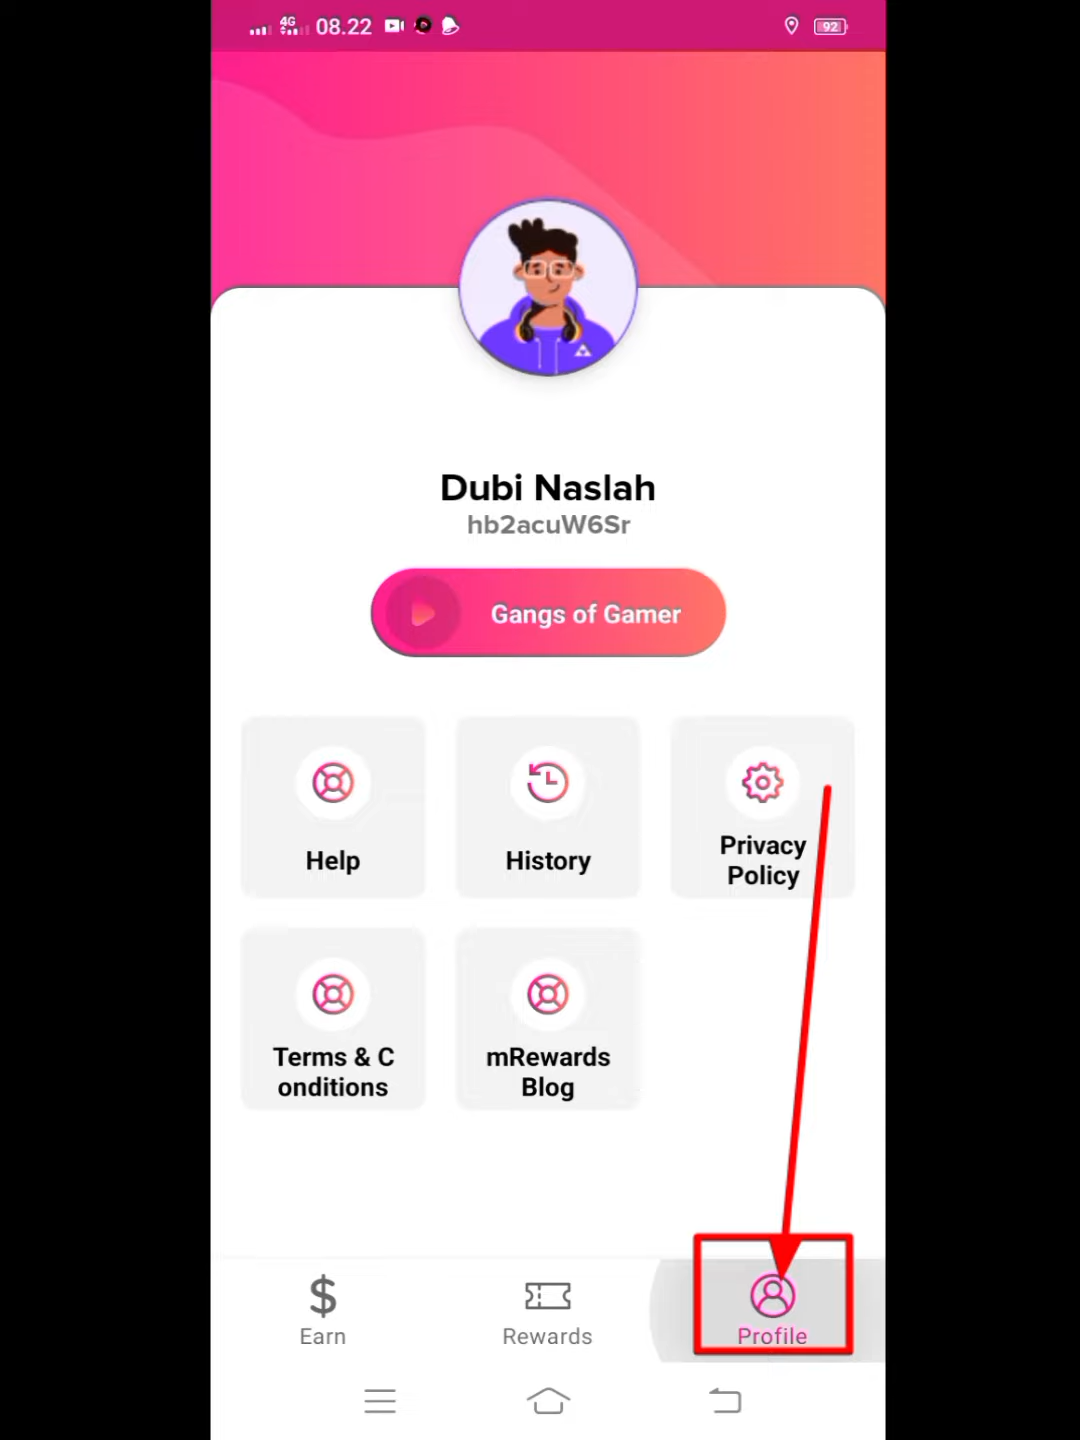 4G 08.22 92
Dubi Naslah
hb2acuW6Sr
Gangs of Gamer
Help
History
Privacy
Policy
Terms & C
onditions
mRewards
Blog
Earn
Rewards
Profile